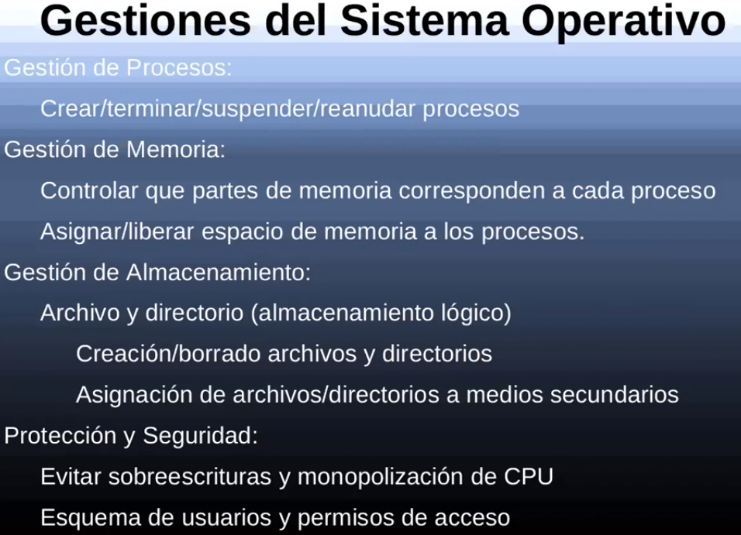 Gestiones del Sistema Operativo
Gestión de Procesos:
Crear/terminar/suspender/reanudar procesos
Gestión de Memoria:
Controlar que partes de memoria corresponden a cada proceso
Asignar/liberar espacio de memoria a los procesos.
Gestión de Almacenamiento:
Archivo y directorio (almacenamiento lógico)
Creación/borrado archivos y directorios
Asignación de archivos/directorios a medios secundarios
Protección y Seguridad:
Evitar sobreescrituras y monopolización de CPU
Esquema de usuarios y permisos de acceso